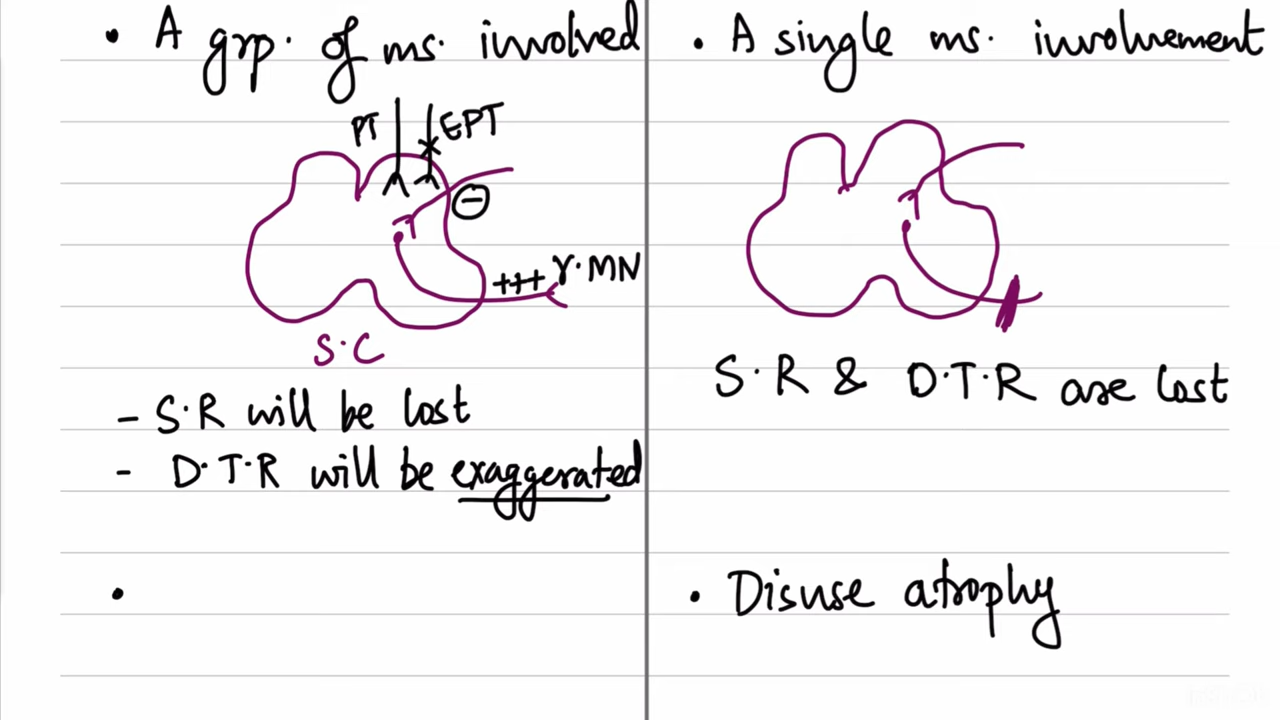 • A grp. of ms. involved
PT
EPT
⊖
+++ γ.MN
S.C
- S.R will be lost
- D.T.R will be exaggerated
•
• A single ms. involvement
S.R & D.T.R are lost
• Disuse atrophy